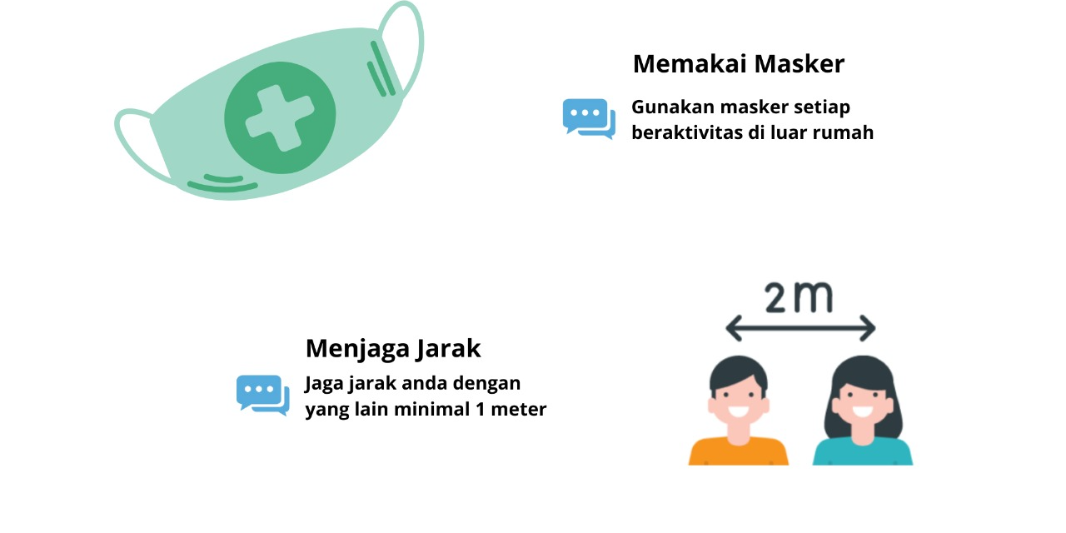 Memakai Masker
Gunakan masker setiap
beraktivitas di luar rumah
2m
Menjaga Jarak
Jaga jarak anda dengan
yang lain minimal 1 meter